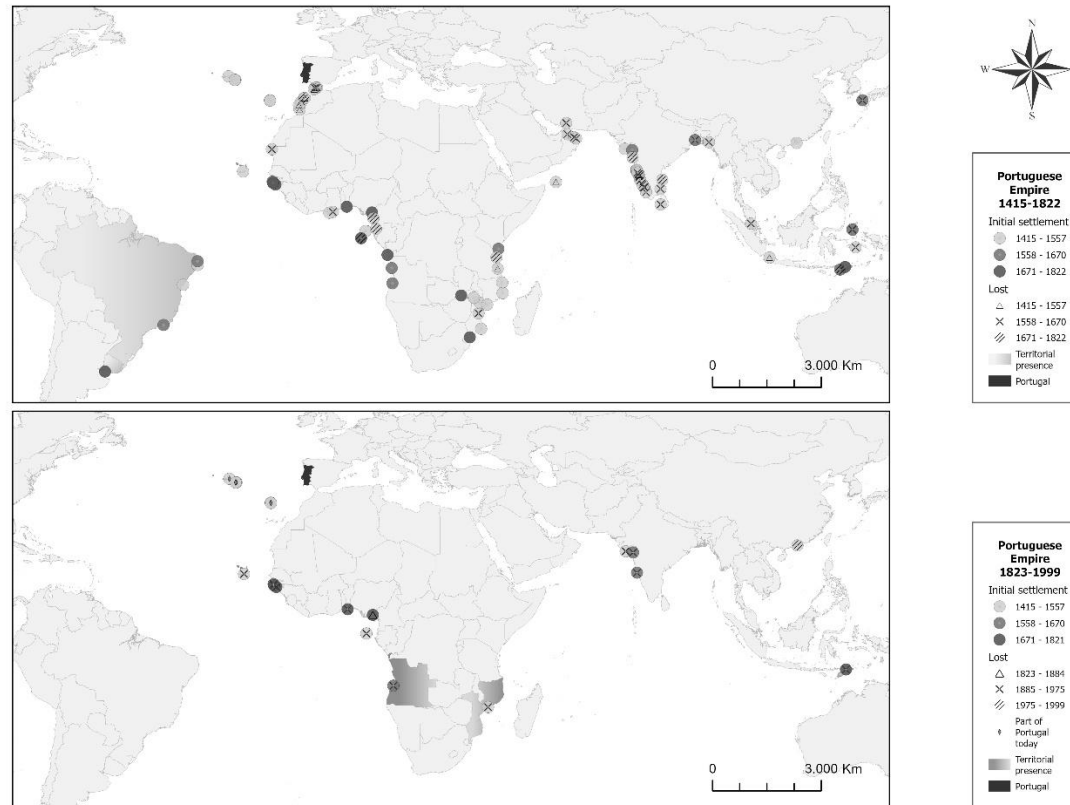 N
W
E
S
Portuguese
Empire
1415-1822
Initial settlement
1415 - 1557
1558 - 1670
1671 - 1822
Lost
1415 - 1557
1558 - 1670
1671 - 1822
Territorial
presence
Portugal
0 3.000 Km
Portuguese
Empire
1823-1999
Initial settlement
1415 - 1557
1558 - 1670
1671 - 1821
Lost
1823 - 1884
1885 - 1975
1975 - 1999
Part of
Portugal
today
Territorial
presence
Portugal
0 3.000 Km